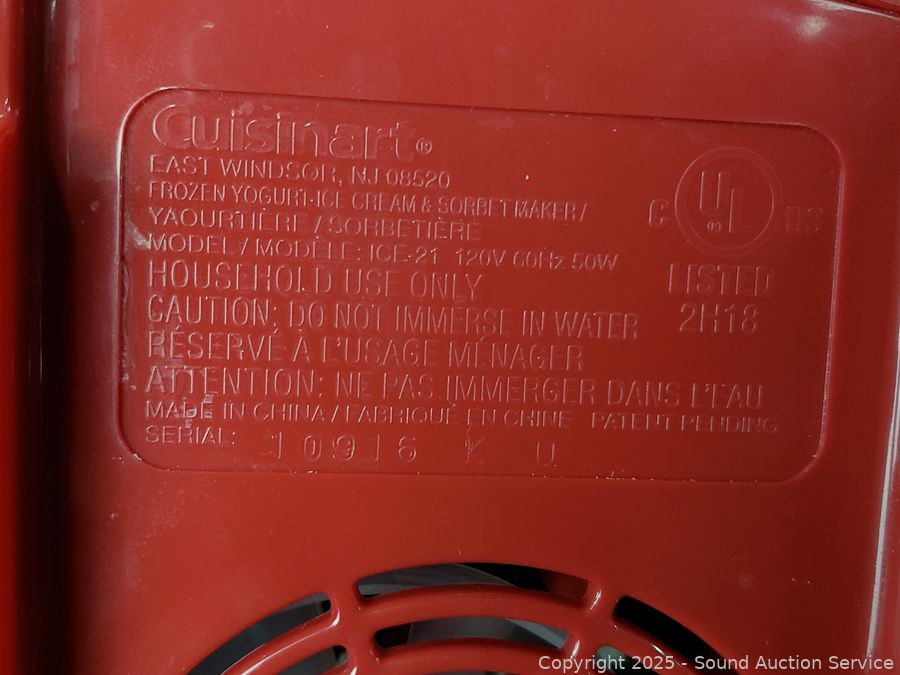 Cuisinart®
EAST WINDSOR, NJ 08520
FROZEN YOGURT-ICE CREAM & SORBET MAKER/
YAOURTIÈRE / SORBETIÈRE
MODEL / MODÈLE: ICE-21 120V 60Hz 50W
HOUSEHOLD USE ONLY
CAUTION: DO NOT IMMERSE IN WATER
RÉSERVÉ À L'USAGE MÉNAGER
ATTENTION: NE PAS IMMERGER DANS L'EAU
MADE IN CHINA / FABRIQUÉ EN CHINE PATENT PENDING
SERIAL: 10916 K U
C UL® US
LISTED
2H18
Copyright 2025 - Sound Auction Service